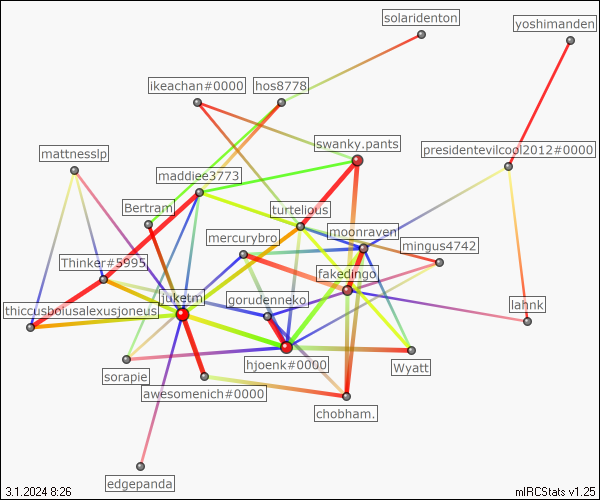 solaridenton
yoshimanden
ikeachan#0000
hos8778
swanky.pants
presidentevilcool2012#0000
mattnesslp
maddiee3773
Bertram
turtelious
moonraven
mercurybro
mingus4742
Thinker#5995
fakedingo
juketm
gorudenneko
thiccusboiusalexusjoneus
lahnk
hjoenk#0000
sorapie
Wyatt
awesomenich#0000
chobham.
edgepanda
3.1.2024 8:26
mIRCStats v1.25